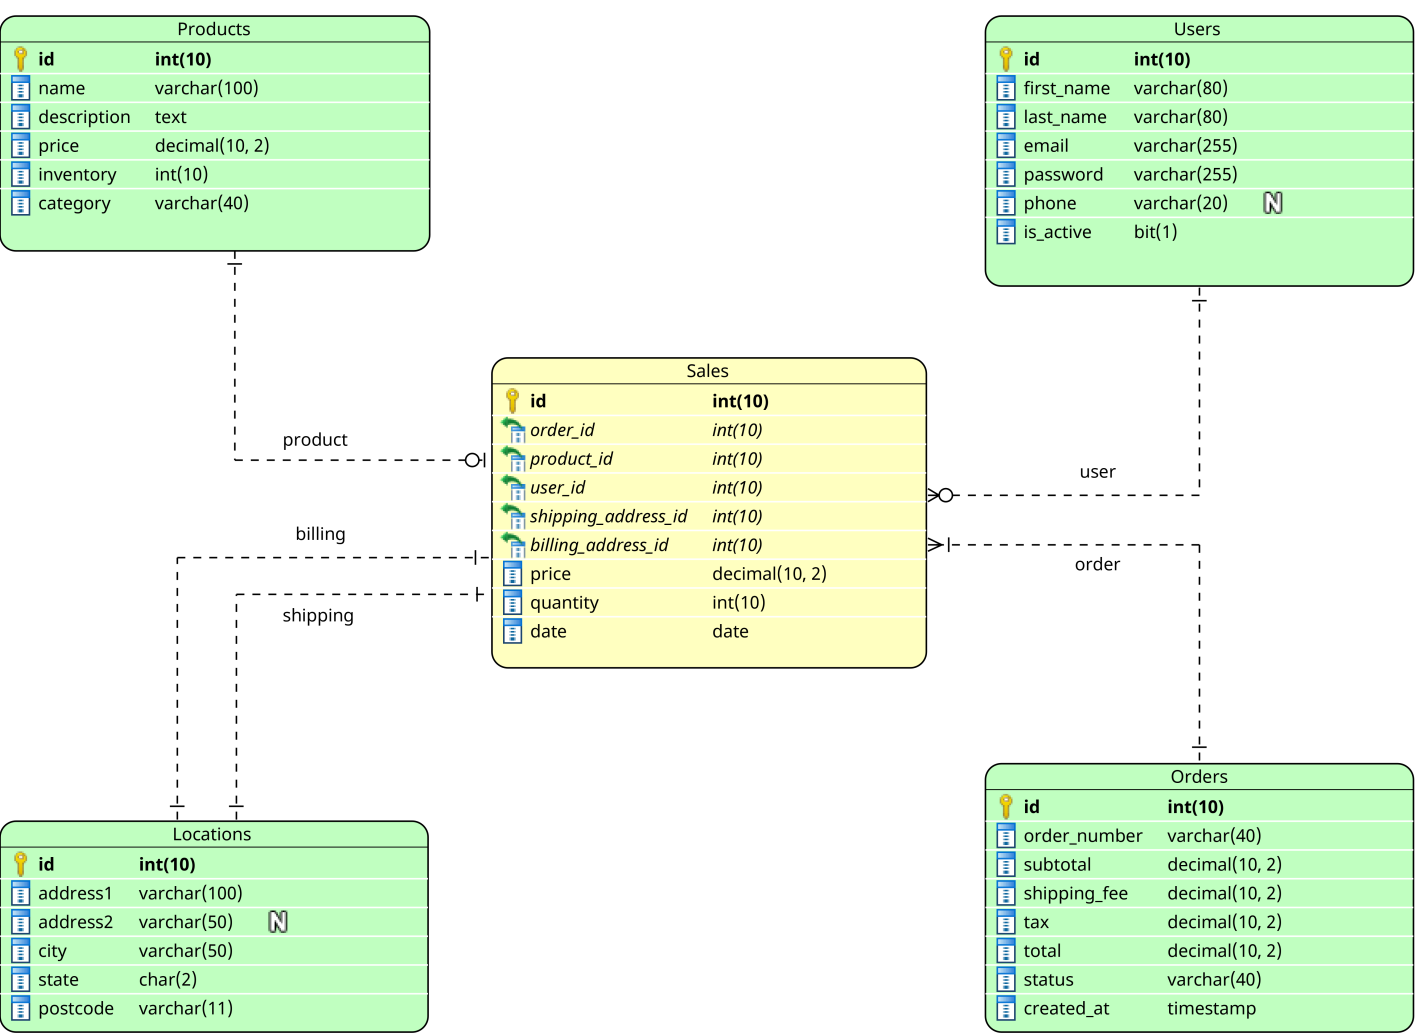 Products
id int(10)
name varchar(100)
description text
price decimal(10, 2)
inventory int(10)
category varchar(40)
Users
id int(10)
first_name varchar(80)
last_name varchar(80)
email varchar(255)
password varchar(255)
phone varchar(20) N
is_active bit(1)
Sales
id int(10)
order_id int(10)
product_id int(10)
user_id int(10)
shipping_address_id int(10)
billing_address_id int(10)
price decimal(10, 2)
quantity int(10)
date date
product
billing
shipping
user
order
Locations
id int(10)
address1 varchar(100)
address2 varchar(50) N
city varchar(50)
state char(2)
postcode varchar(11)
Orders
id int(10)
order_number varchar(40)
subtotal decimal(10, 2)
shipping_fee decimal(10, 2)
tax decimal(10, 2)
total decimal(10, 2)
status varchar(40)
created_at timestamp